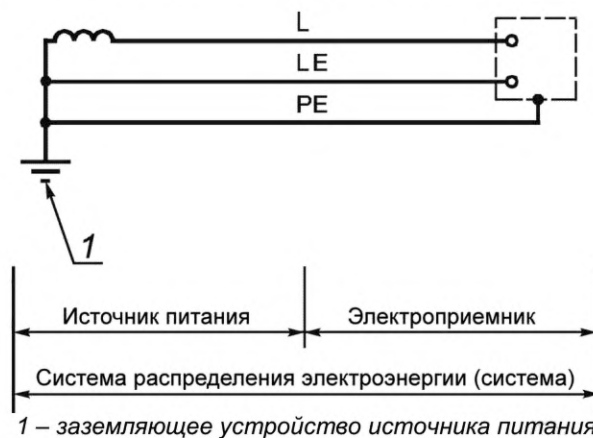 L
LE
PE
1
Источник питания
Электроприемник
Система распределения электроэнергии (система)
1 – заземляющее устройство источника питания